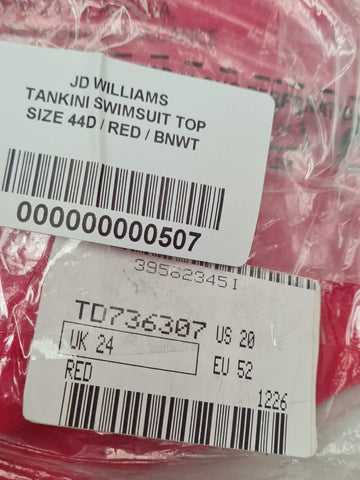 JD WILLIAMS
TANKINI SWIMSUIT TOP
SIZE 44D / RED / BNWT
000000000507
39562345I
TD736307 US 20
UK 24 EU 52
RED
1226